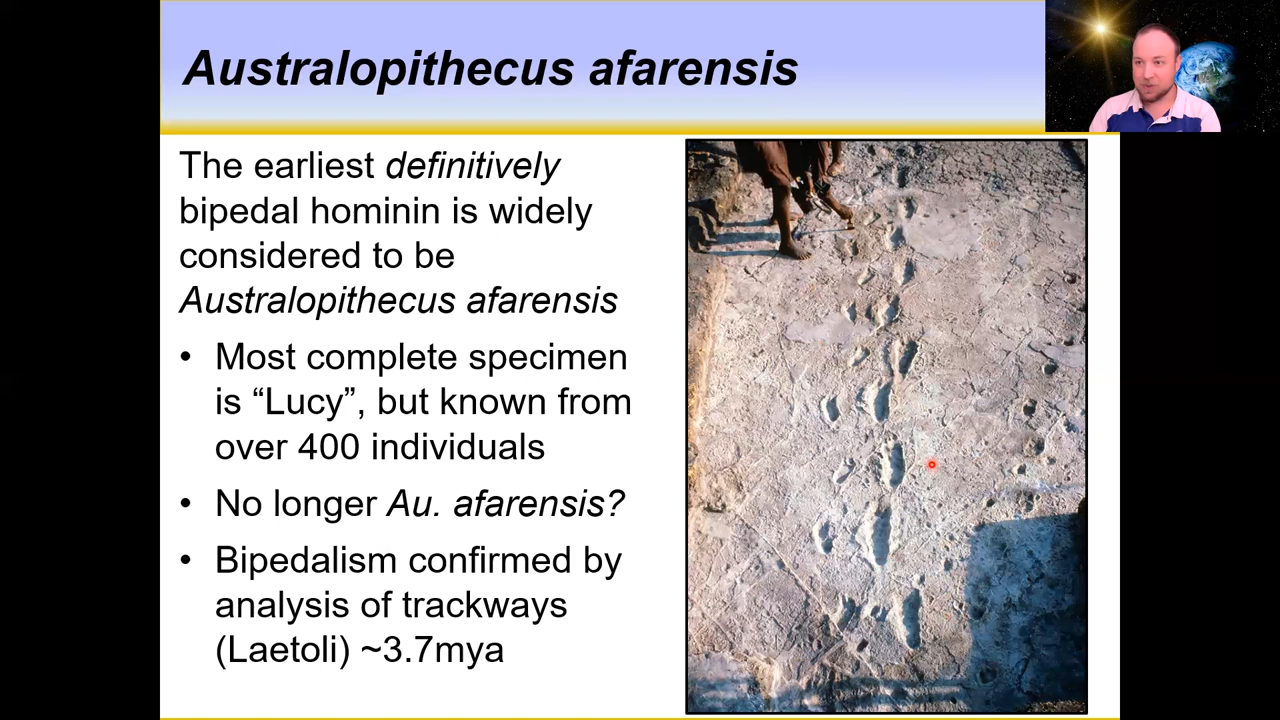 Australopithecus afarensis
The earliest definitively
bipedal hominin is widely
considered to be
Australopithecus afarensis
• Most complete specimen
is “Lucy”, but known from
over 400 individuals
• No longer Au. afarensis?
• Bipedalism confirmed by
analysis of trackways
(Laetoli) ~3.7mya